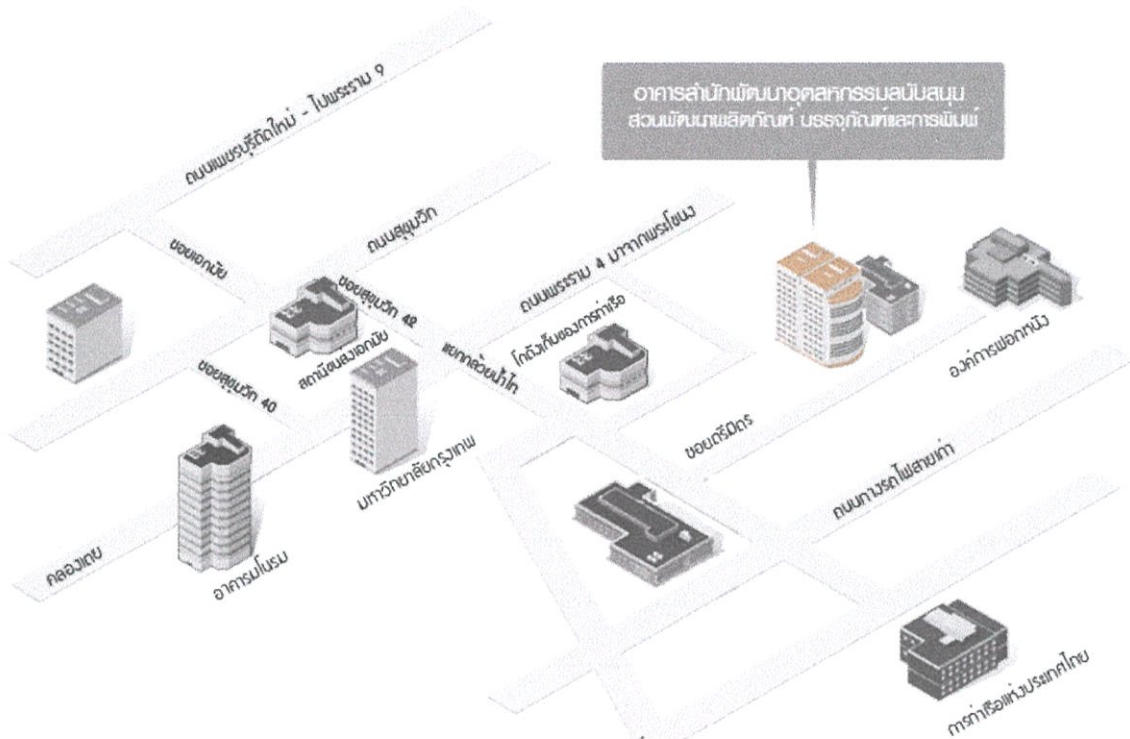 อาคารสำนักพัฒนาอุตสาหกรรมสนับสนุน
ส่วนพัฒนาผลิตภัณฑ์ บรรจุภัณฑ์และการพิมพ์
ถนนเพชรบุรีตัดใหม่ - ไปพระราม 9
ถนนสุขุมวิท
ถนนพระราม 4 มาจากพระโขนง
ซอยเอกมัย
ซอยสุขุมวิท 42
สถานีขนส่งเอกมัย
แยกกล้วยน้ำไท
โกดังเก็บของการท่าเรือ
องค์การฟอกหนัง
ซอยสุขุมวิท 40
มหาวิทยาลัยกรุงเทพ
ซอยตรีมิตร
ถนนทางรถไฟสายเก่า
คลองเตย
อาคารมโนรม
การท่าเรือแห่งประเทศไทย